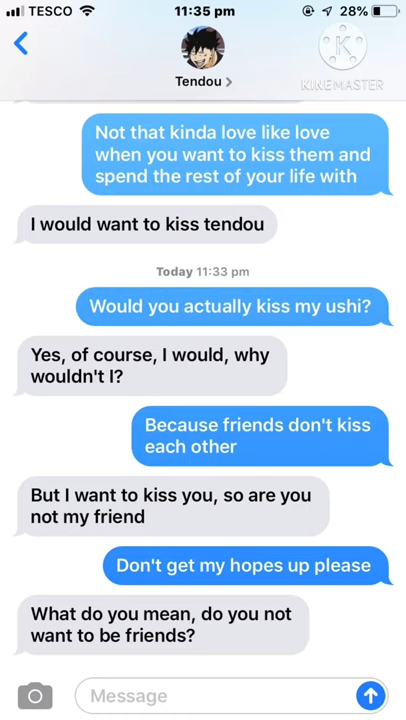 TESCO
11:35 pm
28%
K
KINEMASTER
Tendou
Not that kinda love like love
when you want to kiss them and
spend the rest of your life with
I would want to kiss tendou
Today 11:33 pm
Would you actually kiss my ushi?
Yes, of course, I would, why
wouldn't I?
Because friends don't kiss
each other
But I want to kiss you, so are you
not my friend
Don't get my hopes up please
What do you mean, do you not
want to be friends?
Message